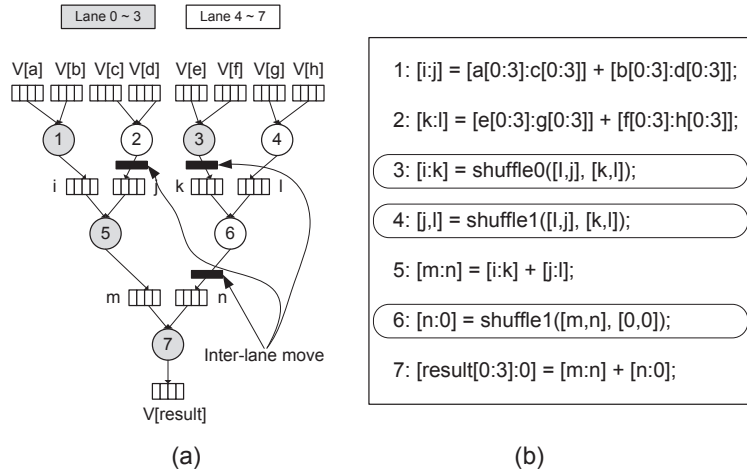 Lane 0 ~ 3
Lane 4 ~ 7
V[a] V[b] V[c] V[d] V[e] V[f] V[g] V[h]
1 2 3 4
i j k l
5 6
m n
7
Inter-lane move
V[result]
(a)
1: [i:j] = [a[0:3]:c[0:3]] + [b[0:3]:d[0:3]];
2: [k:l] = [e[0:3]:g[0:3]] + [f[0:3]:h[0:3]];
3: [i:k] = shuffle0([I,j], [k,l]);
4: [j,l] = shuffle1([I,j], [k,l]);
5: [m:n] = [i:k] + [j:l];
6: [n:0] = shuffle1([m,n], [0,0]);
7: [result[0:3]:0] = [m:n] + [n:0];
(b)